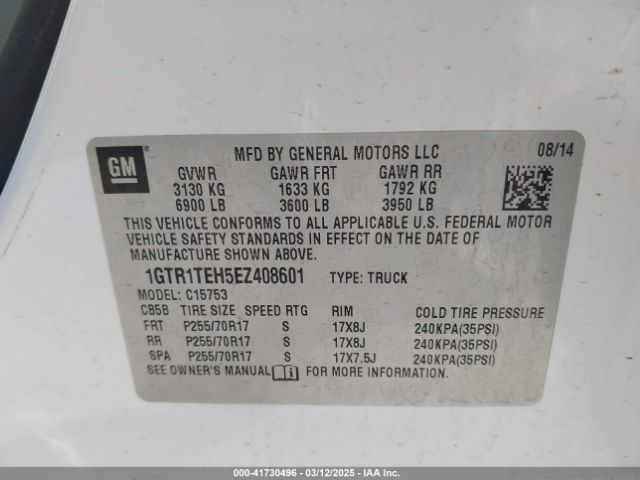 GM
MFD BY GENERAL MOTORS LLC 08/14
GVWR GAWR FRT GAWR RR
3130 KG 1633 KG 1792 KG
6900 LB 3600 LB 3950 LB
THIS VEHICLE CONFORMS TO ALL APPLICABLE U.S. FEDERAL MOTOR
VEHICLE SAFETY STANDARDS IN EFFECT ON THE DATE OF
MANUFACTURE SHOWN ABOVE.
1GTR1TEH5EZ408601 TYPE: TRUCK
MODEL: C15753
CB5B TIRE SIZE SPEED RTG RIM COLD TIRE PRESSURE
FRT P255/70R17 S 17X8J 240KPA(35PSI)
RR P255/70R17 S 17X8J 240KPA(35PSI)
SPA P255/70R17 S 17X7.5J 240KPA(35PSI)
SEE OWNER'S MANUAL FOR MORE INFORMATION.
000-41730496 - 03/12/2025 - IAA Inc.